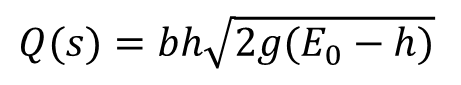 Q(s) = bh√2g(E₀ − h)